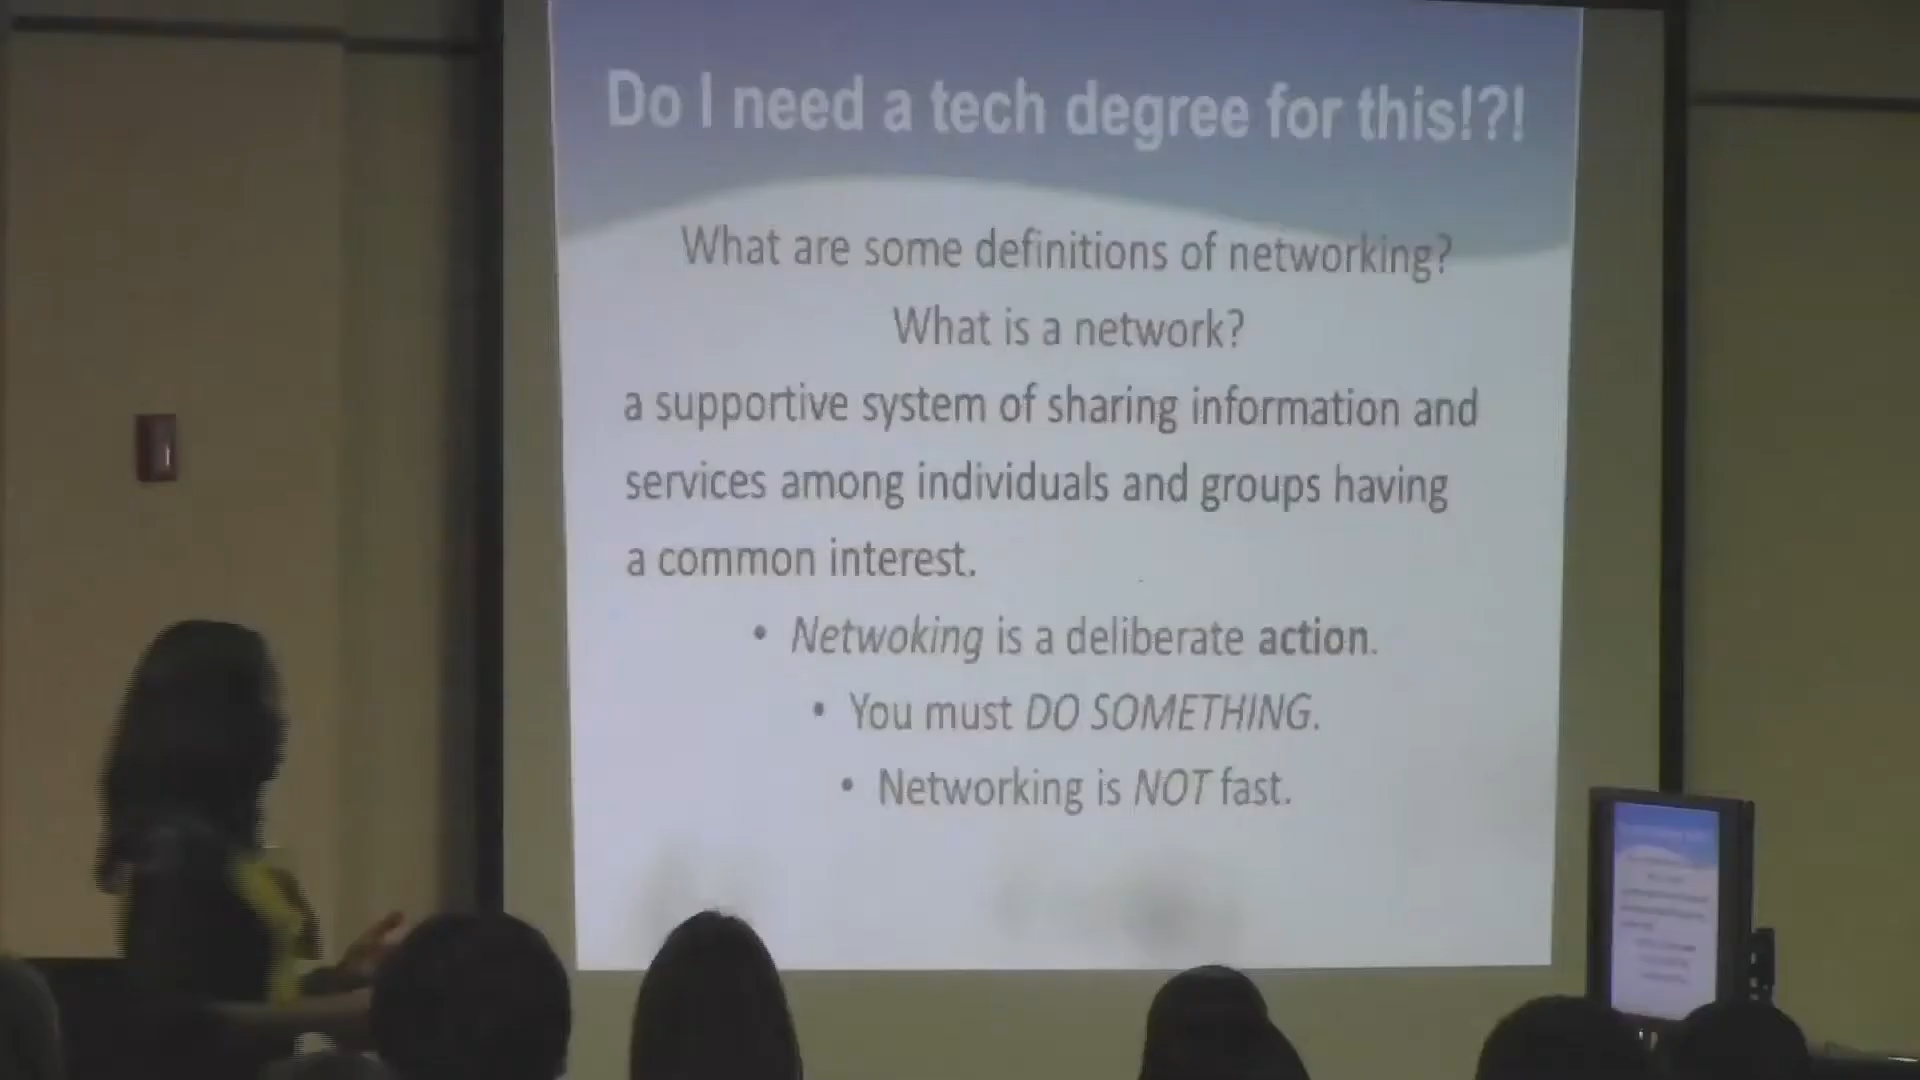 Do I need a tech degree for this!?!
What are some definitions of networking?
What is a network?
a supportive system of sharing information and
services among individuals and groups having
a common interest.
• Netwoking is a deliberate action.
• You must DO SOMETHING.
• Networking is NOT fast.